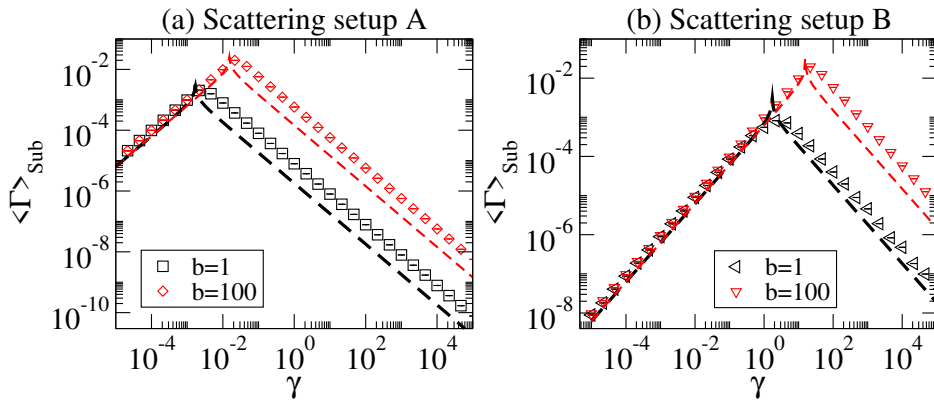 (a) Scattering setup A
<Γ>Sub
10^-2
10^-4
10^-6
10^-8
10^-10
b=1
b=100
10^-4 10^-2 10^0 10^2 10^4
γ
(b) Scattering setup B
<Γ>Sub
10^-2
10^-4
10^-6
10^-8
b=1
b=100
10^-4 10^-2 10^0 10^2 10^4
γ